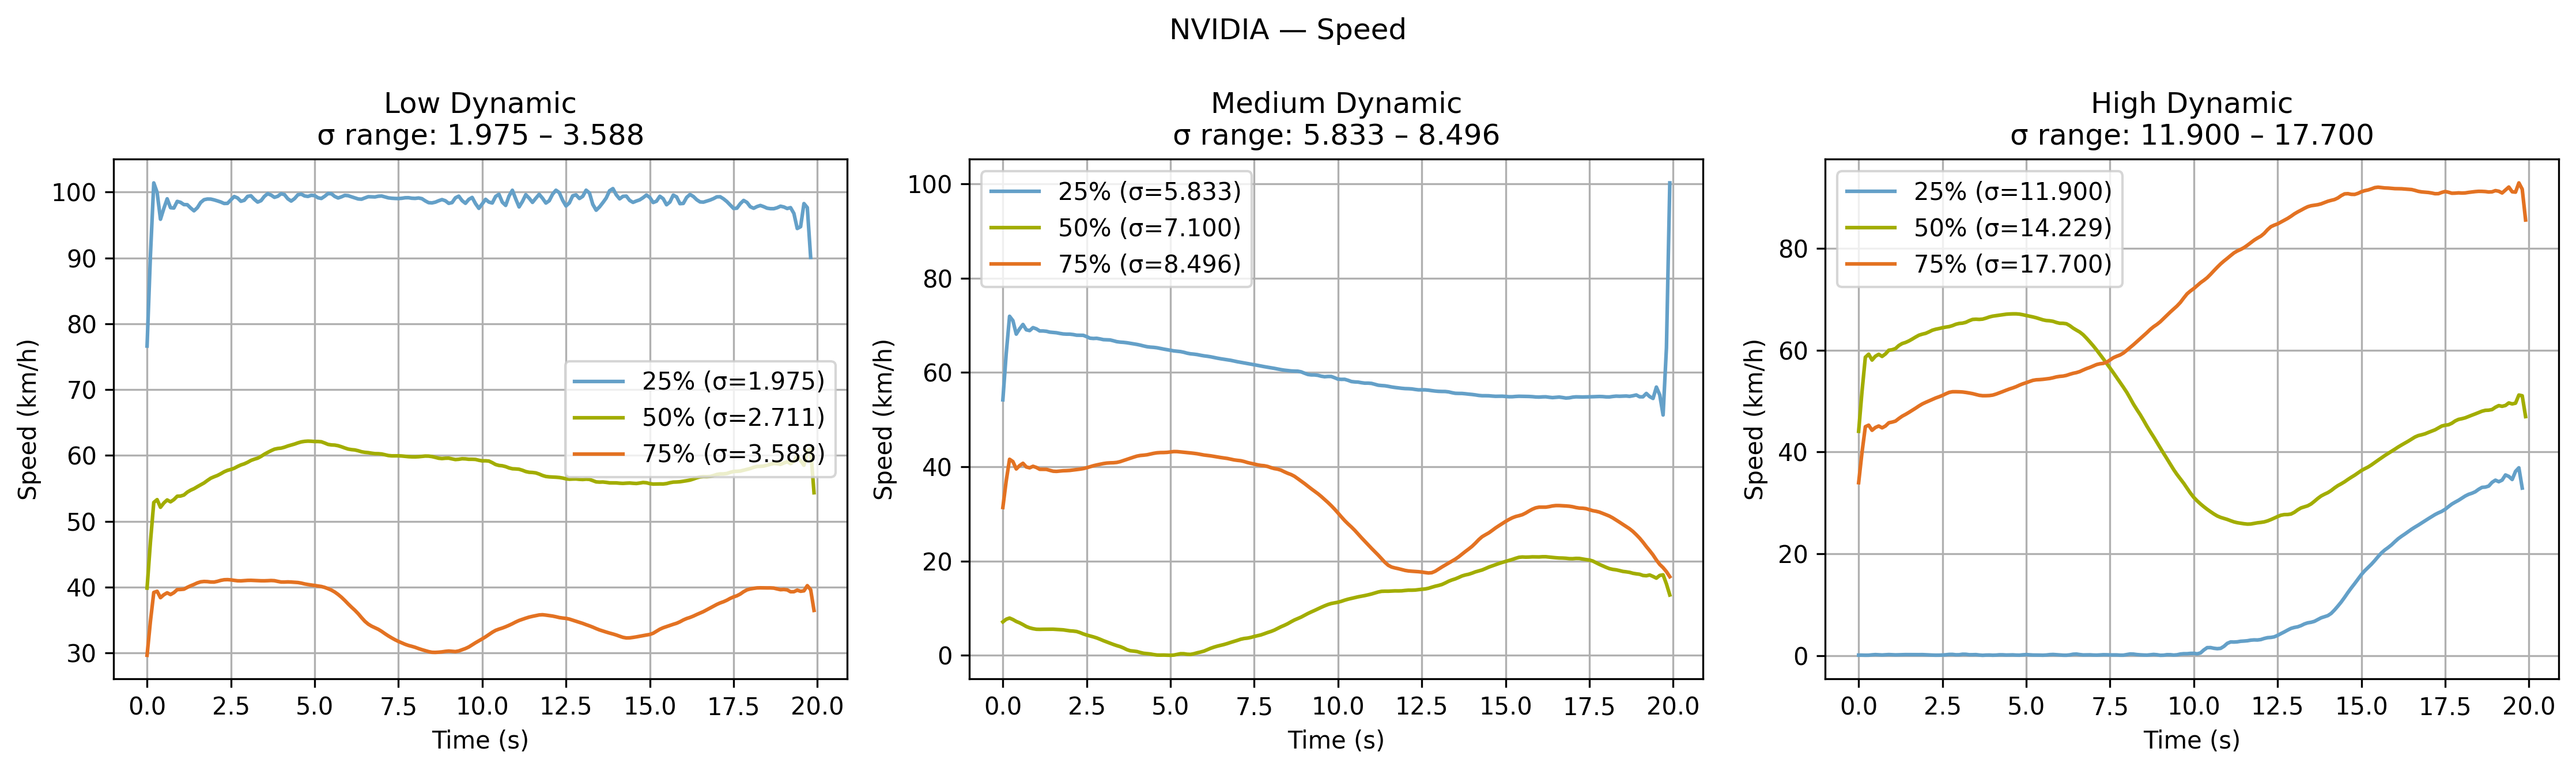 NVIDIA — Speed
Low Dynamic
σ range: 1.975 – 3.588
Speed (km/h)
100
90
80
70
60
50
40
30
25% (σ=1.975)
50% (σ=2.711)
75% (σ=3.588)
0.0 2.5 5.0 7.5 10.0 12.5 15.0 17.5 20.0
Time (s)
Medium Dynamic
σ range: 5.833 – 8.496
Speed (km/h)
100
80
60
40
20
0
25% (σ=5.833)
50% (σ=7.100)
75% (σ=8.496)
0.0 2.5 5.0 7.5 10.0 12.5 15.0 17.5 20.0
Time (s)
High Dynamic
σ range: 11.900 – 17.700
Speed (km/h)
80
60
40
20
0
25% (σ=11.900)
50% (σ=14.229)
75% (σ=17.700)
0.0 2.5 5.0 7.5 10.0 12.5 15.0 17.5 20.0
Time (s)